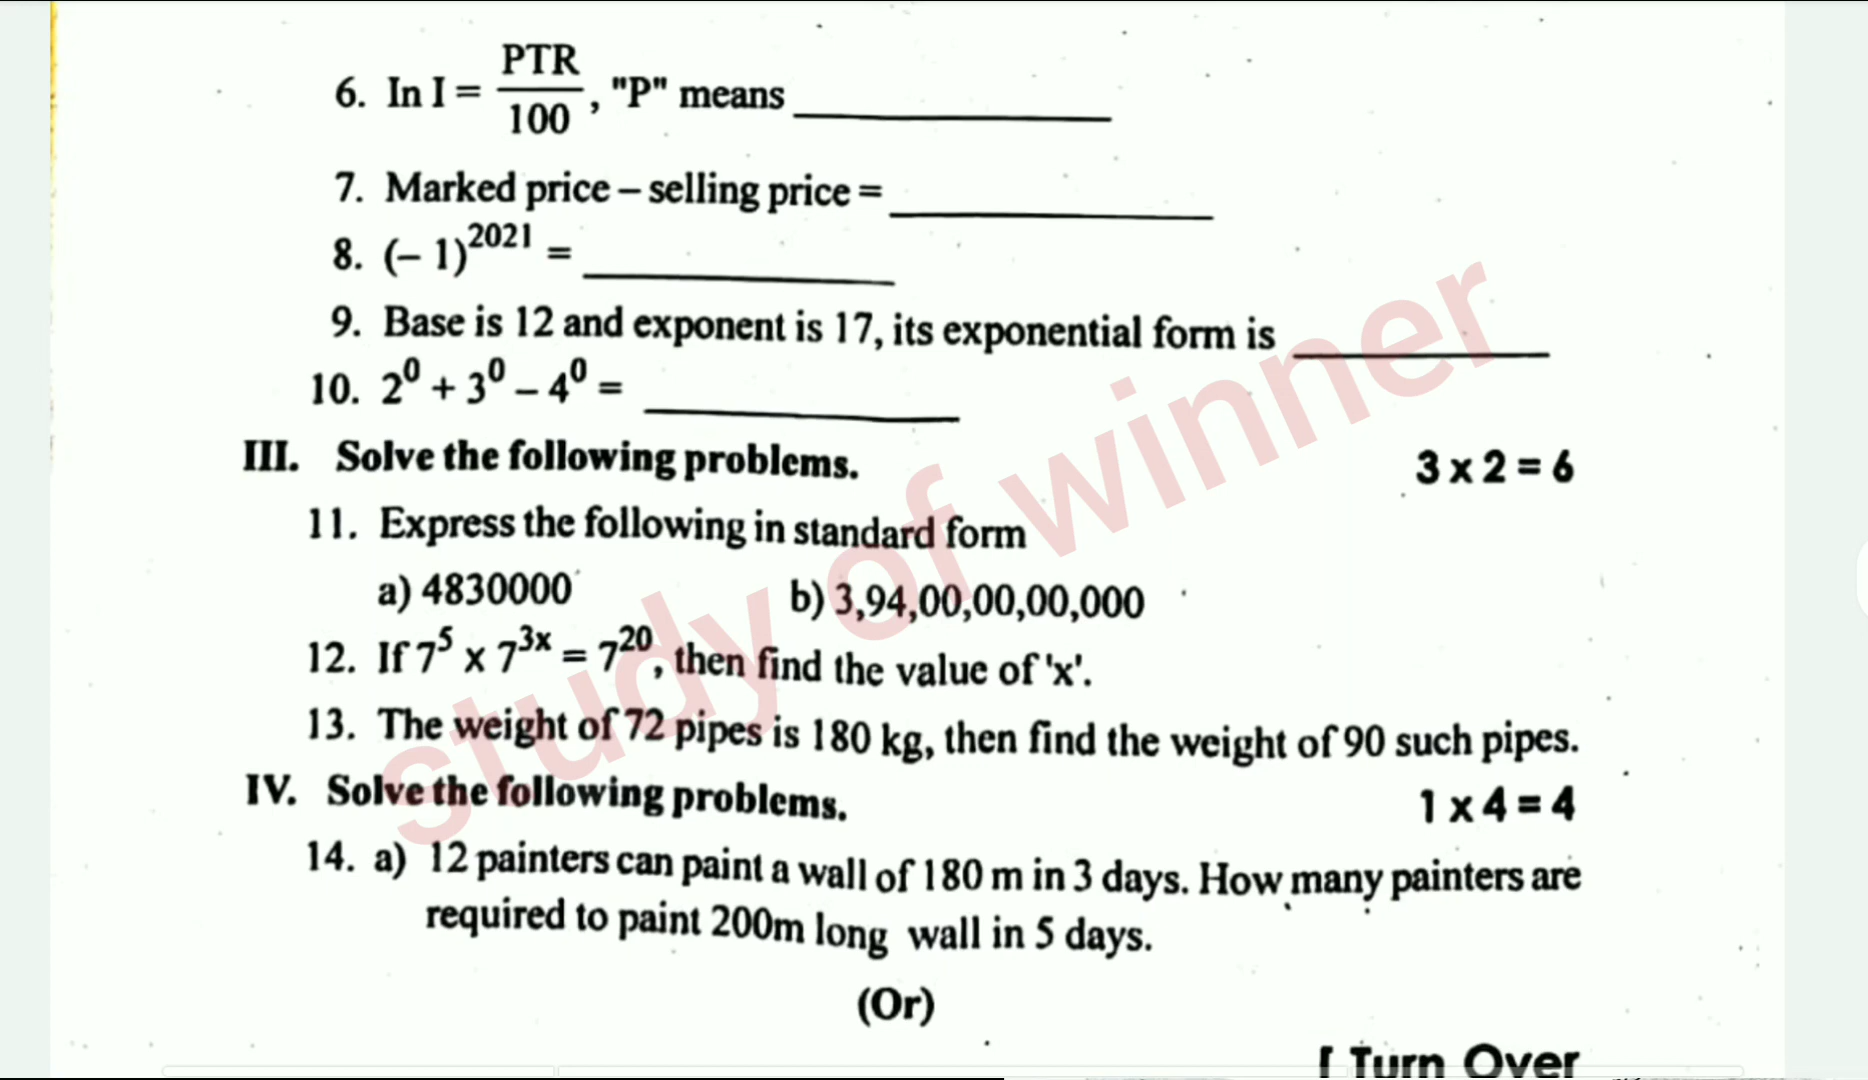 6. In I = PTR/100, "P" means ________
7. Marked price – selling price = ________
8. (– 1)^2021 = ________
9. Base is 12 and exponent is 17, its exponential form is ________
10. 2^0 + 3^0 – 4^0 = ________
III. Solve the following problems. 3 x 2 = 6
11. Express the following in standard form
a) 4830000 b) 3,94,00,00,00,000
12. If 7^5 x 7^3x = 7^20, then find the value of 'x'.
13. The weight of 72 pipes is 180 kg, then find the weight of 90 such pipes.
IV. Solve the following problems. 1 x 4 = 4
14. a) 12 painters can paint a wall of 180 m in 3 days. How many painters are
required to paint 200m long wall in 5 days.
(Or)
[ Turn Over
study of winner